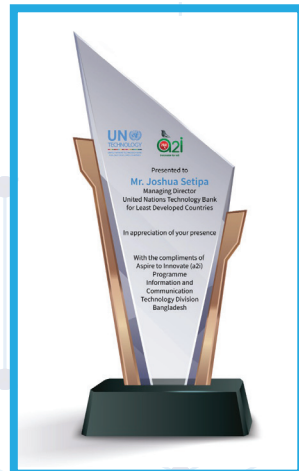 UN
TECHNOLOGY
a2i
Presented to
Mr. Joshua Setipa
Managing Director
United Nations Technology Bank
for Least Developed Countries
In appreciation of your presence
With the compliments of
Aspire to Innovate (a2i)
Programme
Information and
Communication
Technology Division
Bangladesh